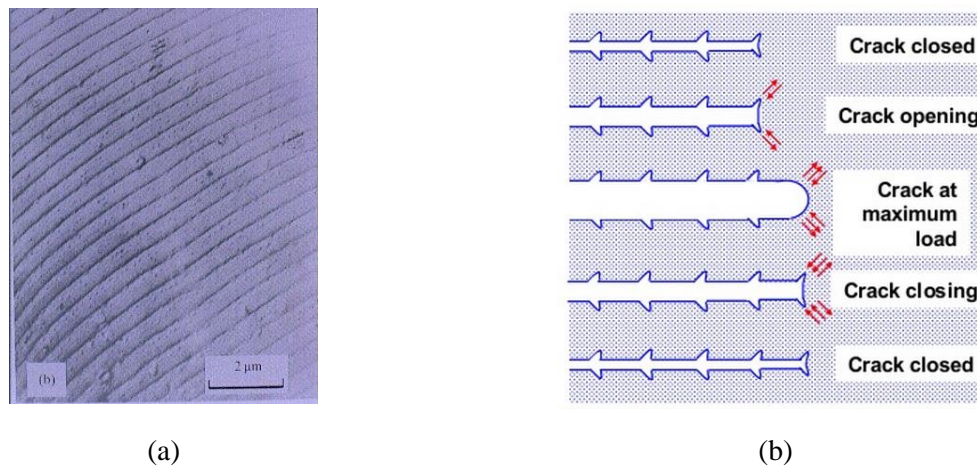 (b)
2 μm
Crack closed
Crack opening
Crack at
maximum
load
Crack closing
Crack closed
(a)
(b)